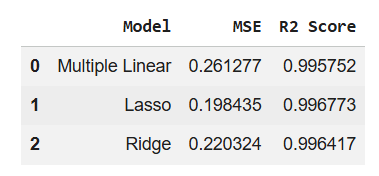 Model MSE R2 Score
0 Multiple Linear 0.261277 0.995752
1 Lasso 0.198435 0.996773
2 Ridge 0.220324 0.996417